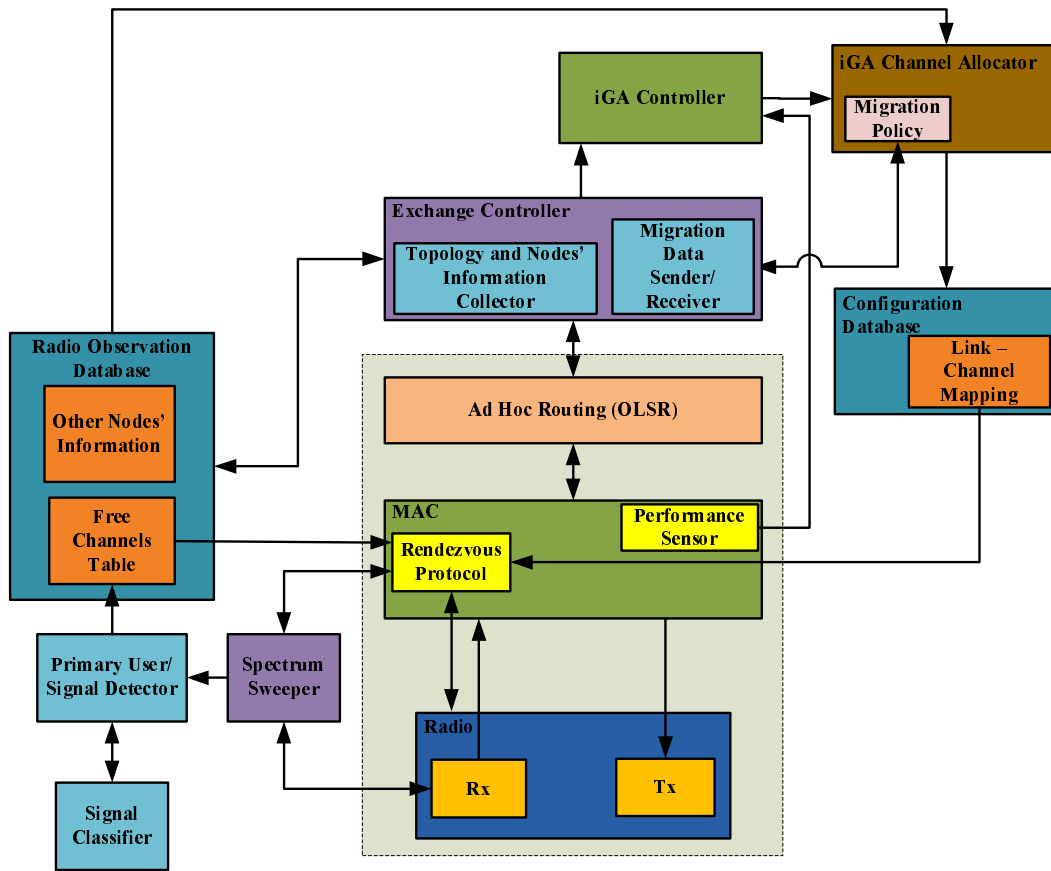 iGA Channel Allocator
Migration
Policy
iGA Controller
Exchange Controller
Topology and Nodes’
Information
Collector
Migration
Data
Sender/
Receiver
Configuration
Database
Link –
Channel
Mapping
Radio Observation
Database
Other Nodes’
Information
Free
Channels
Table
Ad Hoc Routing (OLSR)
MAC
Performance
Sensor
Rendezvous
Protocol
Primary User/
Signal Detector
Spectrum
Sweeper
Radio
Rx
Tx
Signal
Classifier